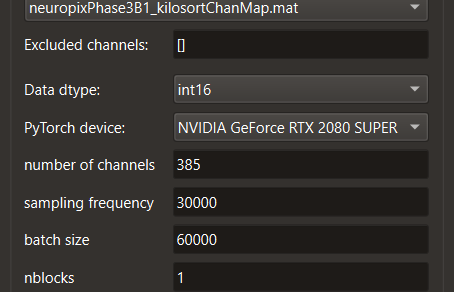 neuropixPhase3B1_kilosortChanMap.mat
Excluded channels: []
Data dtype: int16
PyTorch device: NVIDIA GeForce RTX 2080 SUPER
number of channels 385
sampling frequency 30000
batch size 60000
nblocks 1